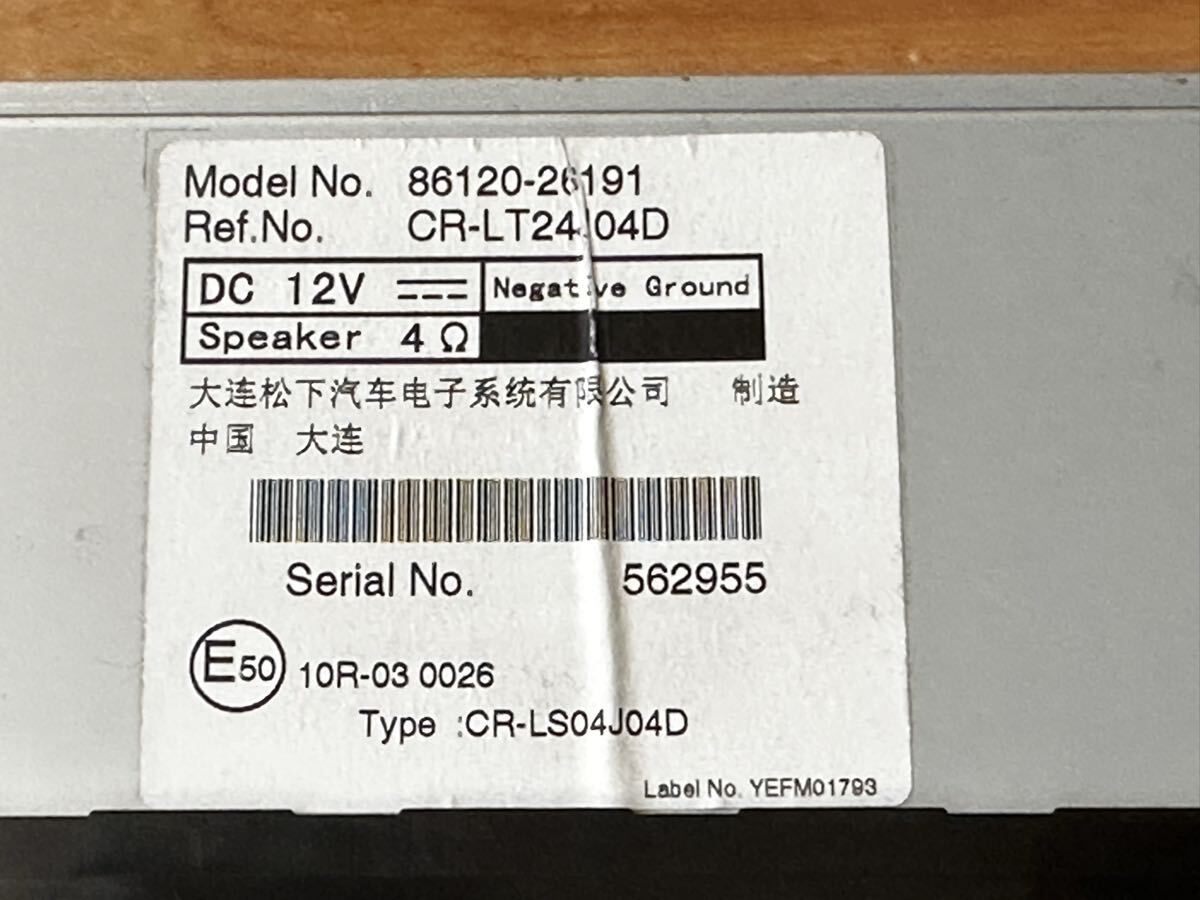 Model No. 86120-26191
Ref.No. CR-LT24J04D
DC 12V Negative Ground
Speaker 4 Ω
大连松下汽车电子系统有限公司 制造
中国 大连
Serial No. 562955
E50 10R-03 0026
Type :CR-LS04J04D
Label No. YEFM01793